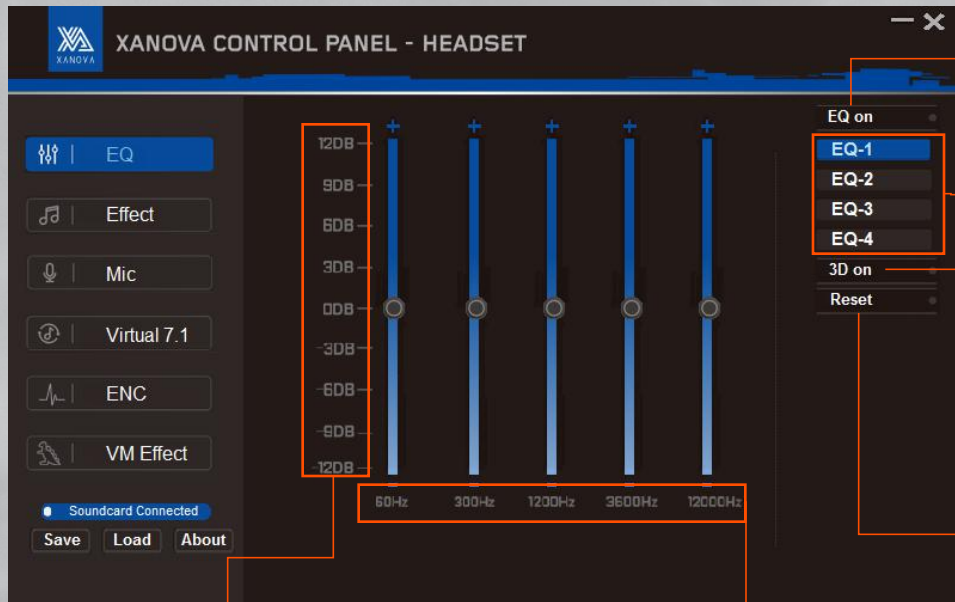 XANOVA
XANOVA CONTROL PANEL - HEADSET
EQ
Effect
Mic
Virtual 7.1
ENC
VM Effect
Soundcard Connected
Save Load About
12DB
9DB
6DB
3DB
0DB
-3DB
-6DB
-9DB
-12DB
60Hz 300Hz 1200Hz 3600Hz 12000Hz
EQ on
EQ-1
EQ-2
EQ-3
EQ-4
3D on
Reset